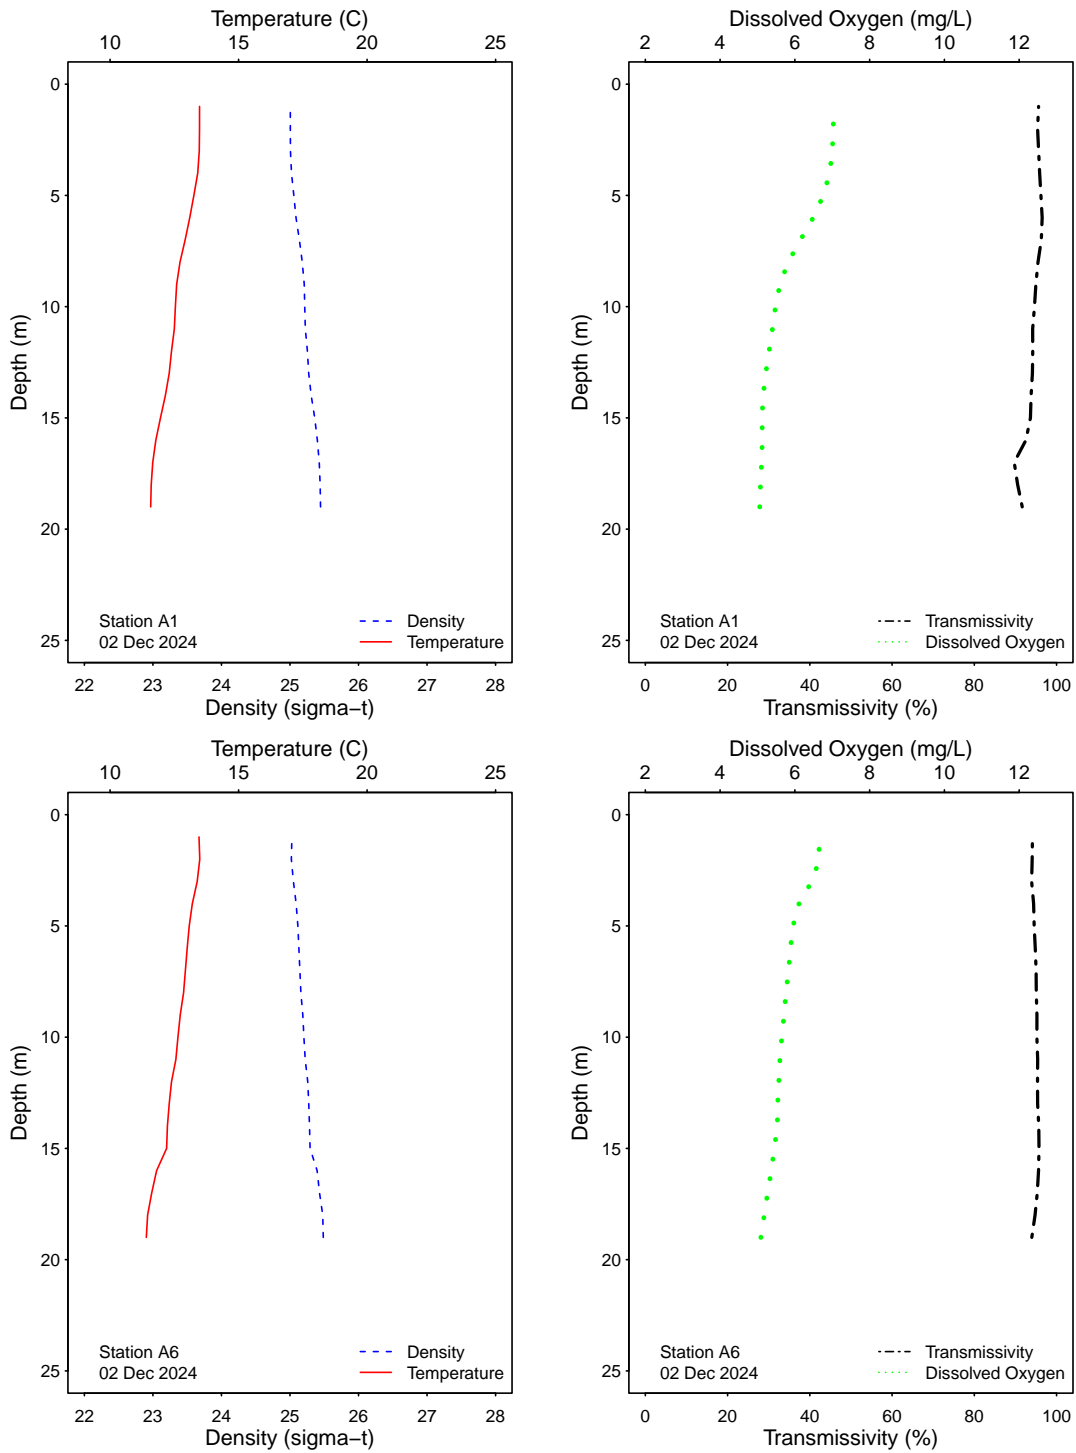 Temperature (C)
10 15 20 25
0
5
10
15
20
25
Depth (m)
Station A1
02 Dec 2024
Density
Temperature
22 23 24 25 26 27 28
Density (sigma−t)
Dissolved Oxygen (mg/L)
2 4 6 8 10 12
0
5
10
15
20
25
Depth (m)
Station A1
02 Dec 2024
Transmissivity
Dissolved Oxygen
0 20 40 60 80 100
Transmissivity (%)
Temperature (C)
10 15 20 25
0
5
10
15
20
25
Depth (m)
Station A6
02 Dec 2024
Density
Temperature
22 23 24 25 26 27 28
Density (sigma−t)
Dissolved Oxygen (mg/L)
2 4 6 8 10 12
0
5
10
15
20
25
Depth (m)
Station A6
02 Dec 2024
Transmissivity
Dissolved Oxygen
0 20 40 60 80 100
Transmissivity (%)